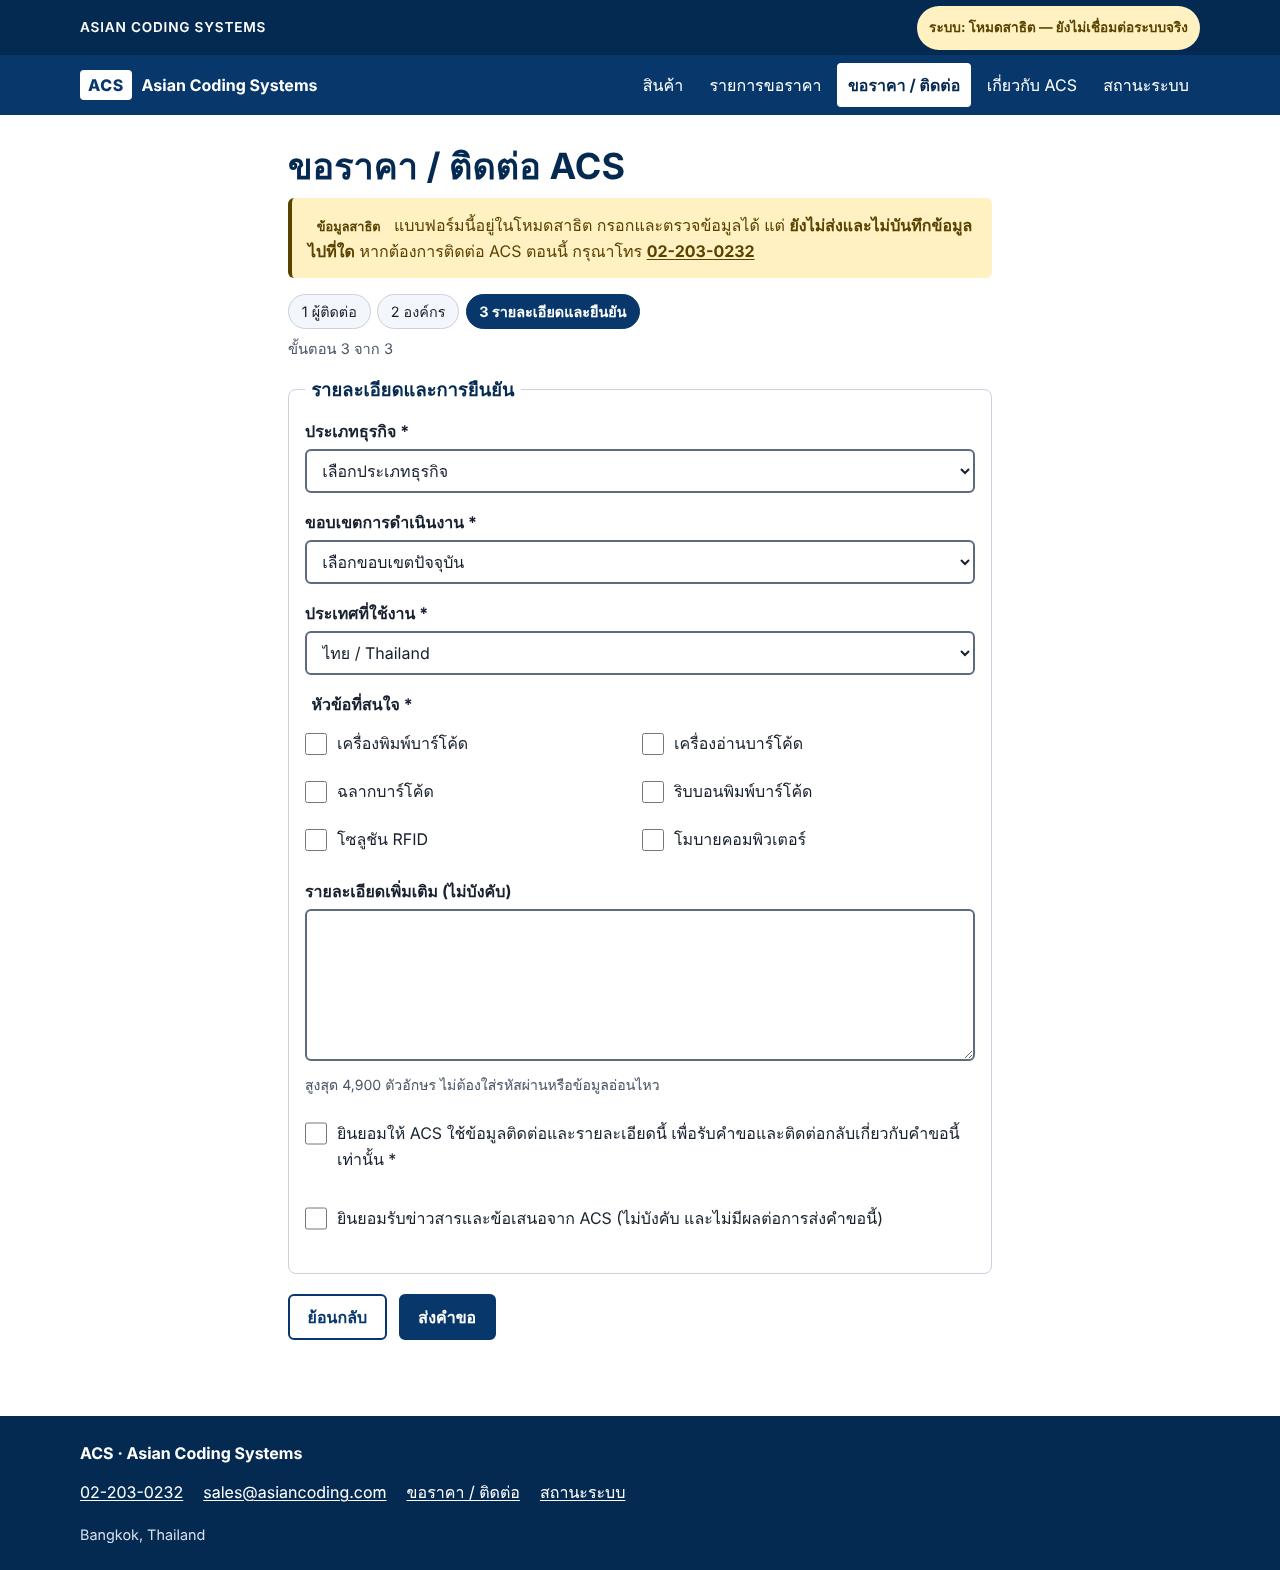 ASIAN CODING SYSTEMS
ระบบ: โหมดสาธิต — ยังไม่เชื่อมต่อระบบจริง
ACS Asian Coding Systems
สินค้า
รายการขอราคา
ขอราคา / ติดต่อ
เกี่ยวกับ ACS
สถานะระบบ
ขอราคา / ติดต่อ ACS
ข้อมูลสาธิต แบบฟอร์มนี้อยู่ในโหมดสาธิต กรอกและตรวจข้อมูลได้ แต่ ยังไม่ส่งและไม่บันทึกข้อมูล
ไปที่ใด หากต้องการติดต่อ ACS ตอนนี้ กรุณาโทร 02-203-0232
1 ผู้ติดต่อ
2 องค์กร
3 รายละเอียดและยืนยัน
ขั้นตอน 3 จาก 3
รายละเอียดและการยืนยัน
ประเภทธุรกิจ *
เลือกประเภทธุรกิจ
ขอบเขตการดำเนินงาน *
เลือกขอบเขตปัจจุบัน
ประเทศที่ใช้งาน *
ไทย / Thailand
หัวข้อที่สนใจ *
เครื่องพิมพ์บาร์โค้ด
เครื่องอ่านบาร์โค้ด
ฉลากบาร์โค้ด
ริบบอนพิมพ์บาร์โค้ด
โซลูชัน RFID
โมบายคอมพิวเตอร์
รายละเอียดเพิ่มเติม (ไม่บังคับ)
สูงสุด 4,900 ตัวอักษร ไม่ต้องใส่รหัสผ่านหรือข้อมูลอ่อนไหว
ยินยอมให้ ACS ใช้ข้อมูลติดต่อและรายละเอียดนี้ เพื่อรับคำขอและติดต่อกลับเกี่ยวกับคำขอนี้
เท่านั้น *
ยินยอมรับข่าวสารและข้อเสนอจาก ACS (ไม่บังคับ และไม่มีผลต่อการส่งคำขอนี้)
ย้อนกลับ
ส่งคำขอ
ACS · Asian Coding Systems
02-203-0232
sales@asiancoding.com
ขอราคา / ติดต่อ
สถานะระบบ
Bangkok, Thailand